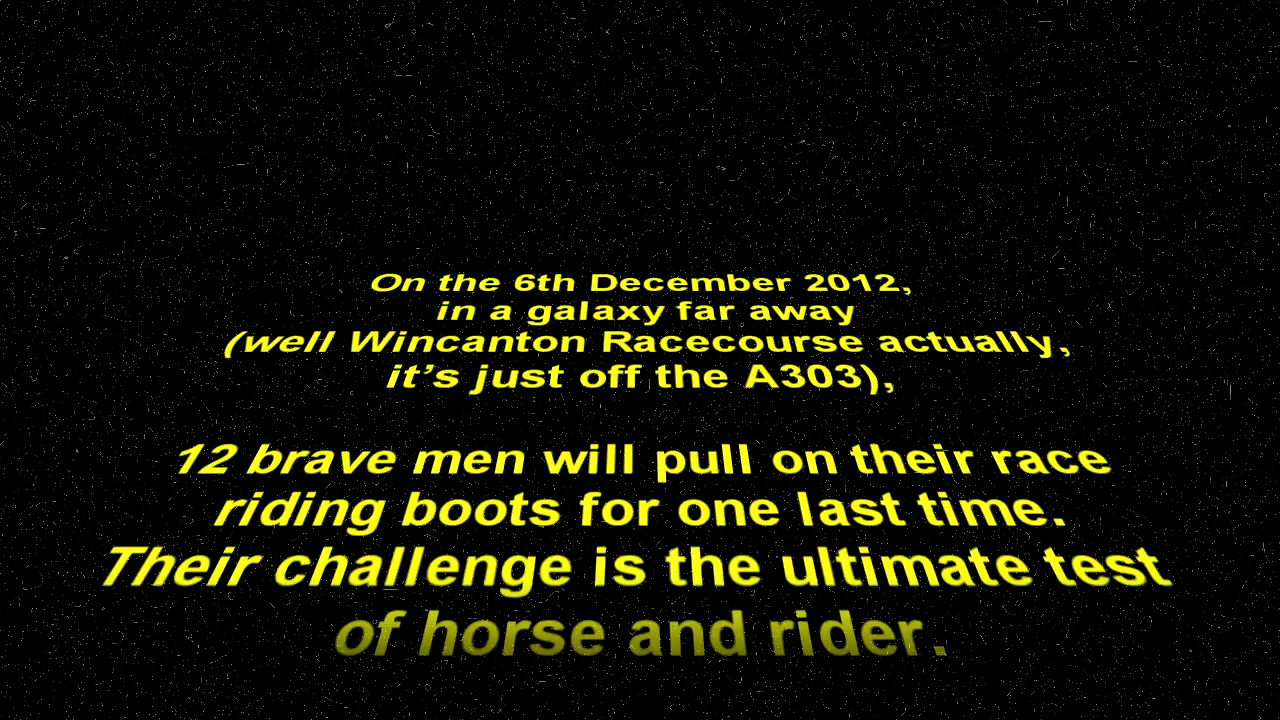 On the 6th December 2012,
in a galaxy far away
(well Wincanton Racecourse actually,
it’s just off the A303),
12 brave men will pull on their race
riding boots for one last time.
Their challenge is the ultimate test
of horse and rider.